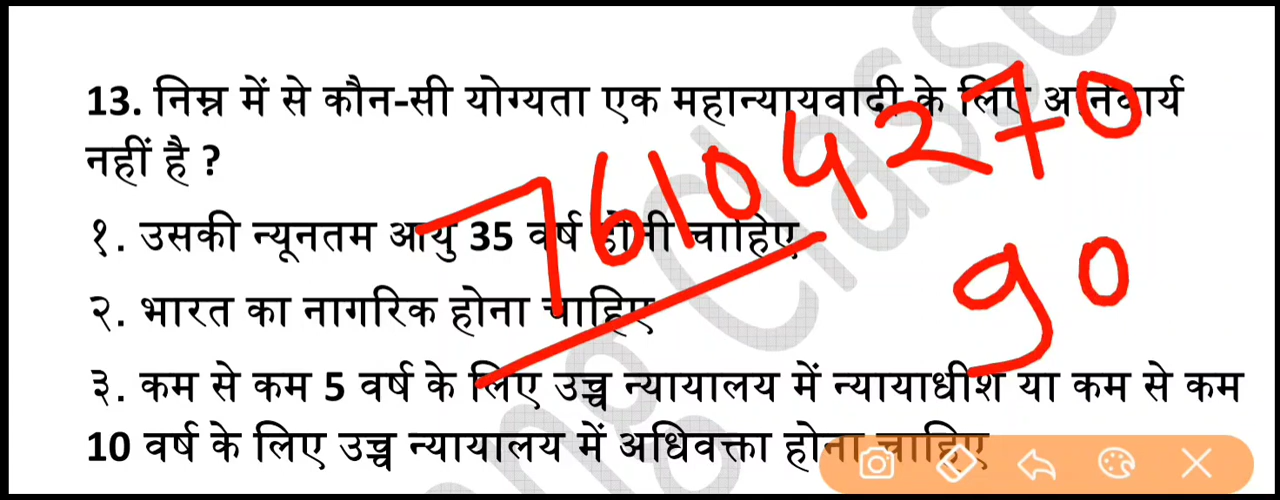 13. निम्न में से कौन-सी योग्यता एक महान्यायवादी के लिए अनिवार्य
नहीं है ?
१. उसकी न्यूनतम आयु 35 वर्ष होनी चाहिए
२. भारत का नागरिक होना चाहिए
३. कम से कम 5 वर्ष के लिए उच्च न्यायालय में न्यायाधीश या कम से कम
10 वर्ष के लिए उच्च न्यायालय में अधिवक्ता होना चाहिए
76104270
90